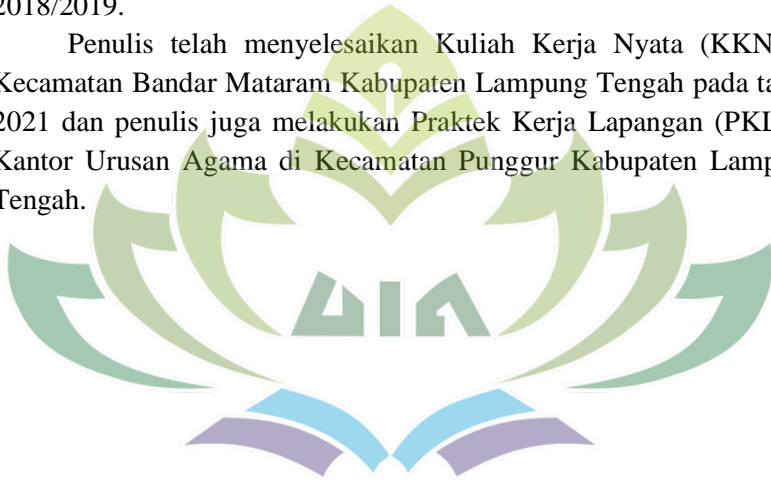 2018/2019.
Penulis telah menyelesaikan Kuliah Kerja Nyata (KKN
Kecamatan Bandar Mataram Kabupaten Lampung Tengah pada ta
2021 dan penulis juga melakukan Praktek Kerja Lapangan (PKL
Kantor Urusan Agama di Kecamatan Punggur Kabupaten Lamp
Tengah.
UIN